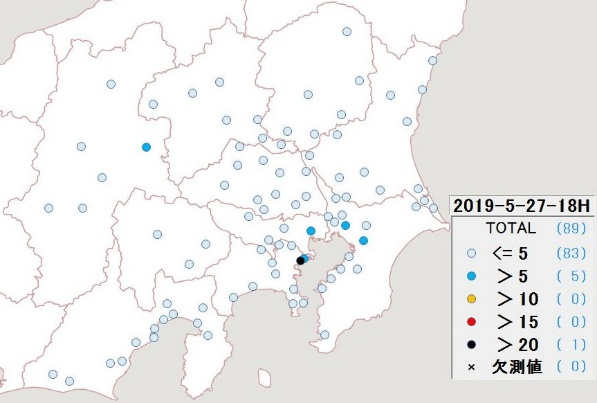 2019-5-27-18H
TOTAL (89)
<= 5 (83)
> 5 (5)
> 10 (0)
> 15 (0)
> 20 (1)
× 欠測値 (0)